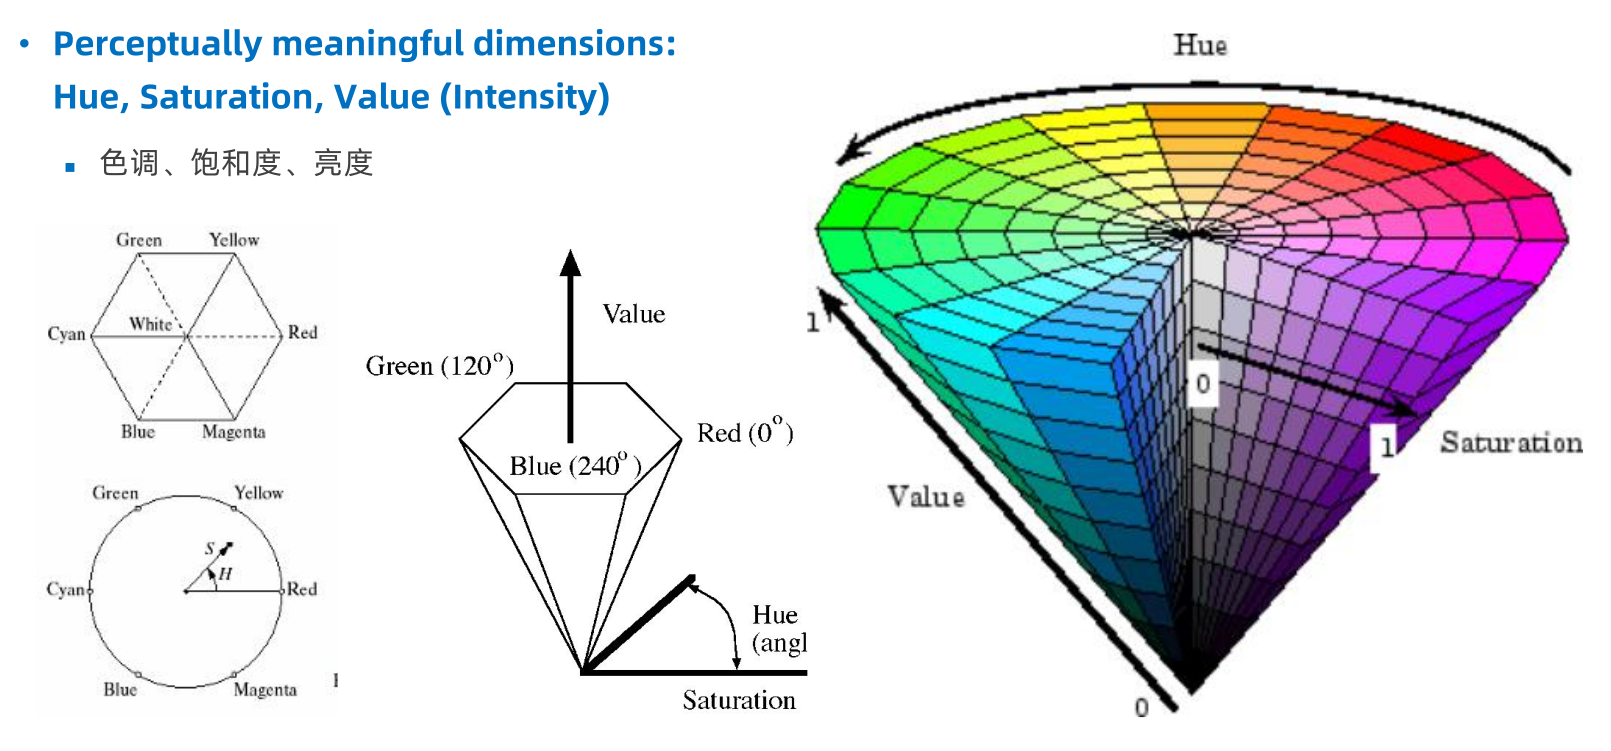 • Perceptually meaningful dimensions:
Hue, Saturation, Value (Intensity)
▪ 色调、饱和度、亮度
Green Yellow
Cyan White Red
Blue Magenta
Green Yellow
S
H
Cyan Red
Blue Magenta
Value
Green (120°)
Red (0°)
Blue (240°)
Hue
(angl
Saturation
Hue
1
0
1
Saturation
Value
0